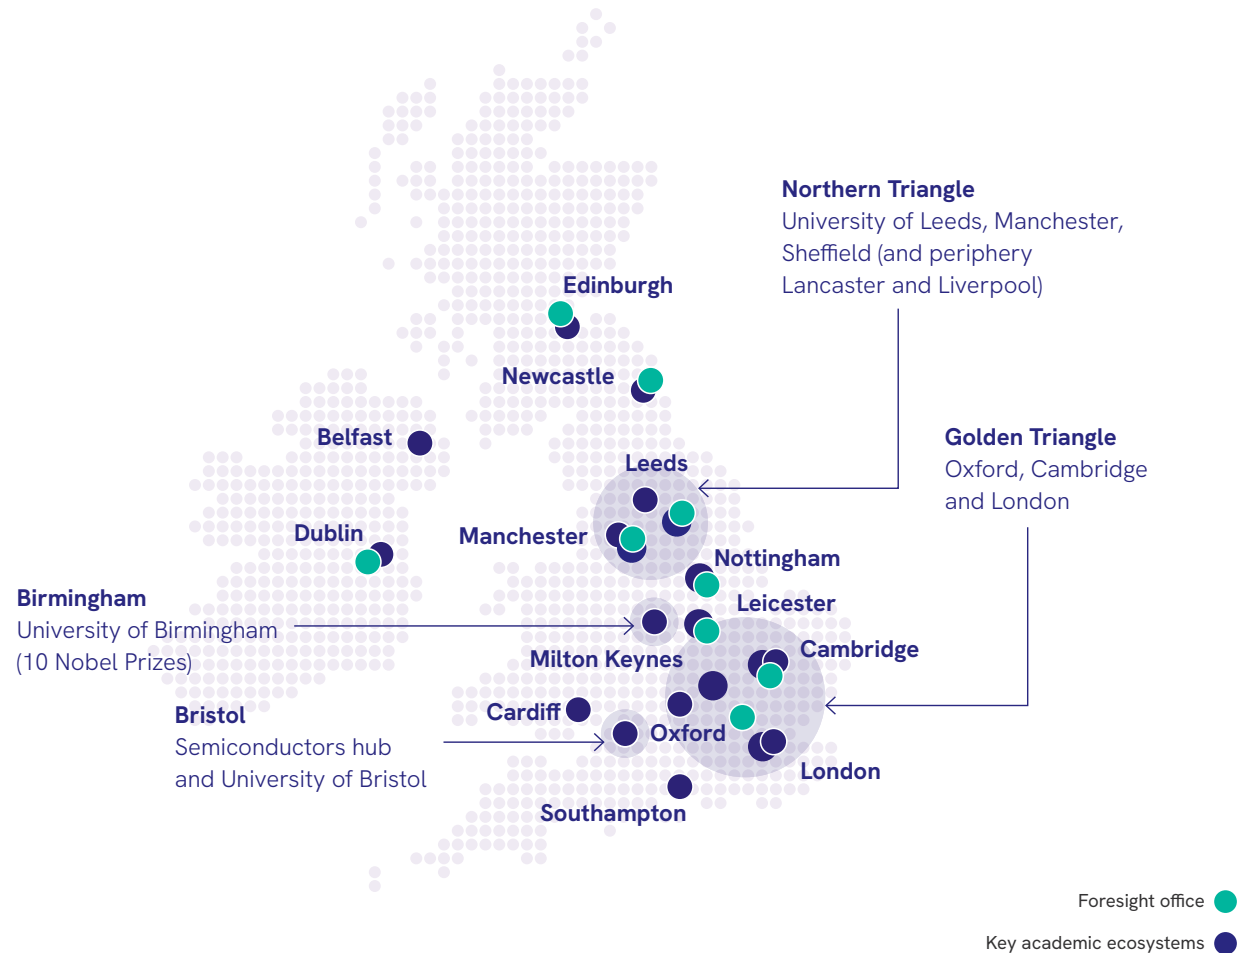 Northern Triangle
University of Leeds, Manchester,
Sheffield (and periphery
Lancaster and Liverpool)
Edinburgh
Newcastle
Belfast
Golden Triangle
Oxford, Cambridge
and London
Leeds
Dublin
Manchester
Nottingham
Birmingham
University of Birmingham
(10 Nobel Prizes)
Leicester
Milton Keynes
Cambridge
Bristol
Semiconductors hub
and University of Bristol
Cardiff
Oxford
London
Southampton
Foresight office
Key academic ecosystems